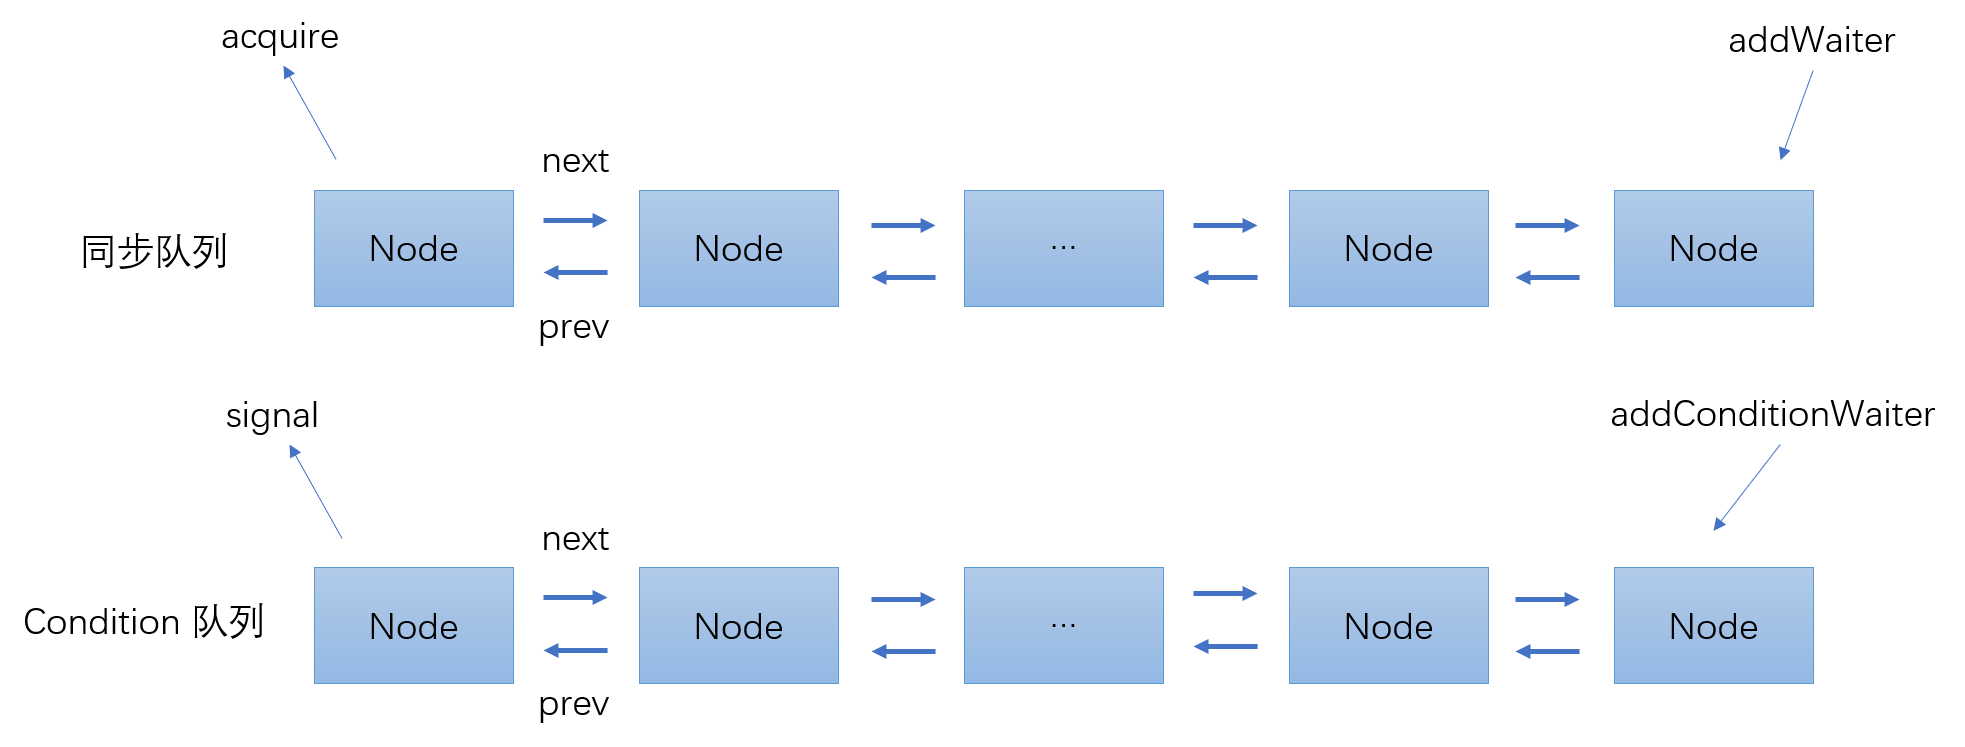 acquire
addWaiter
next
同步队列
Node
Node
...
Node
Node
prev
signal
addConditionWaiter
next
Condition 队列
Node
Node
...
Node
Node
prev